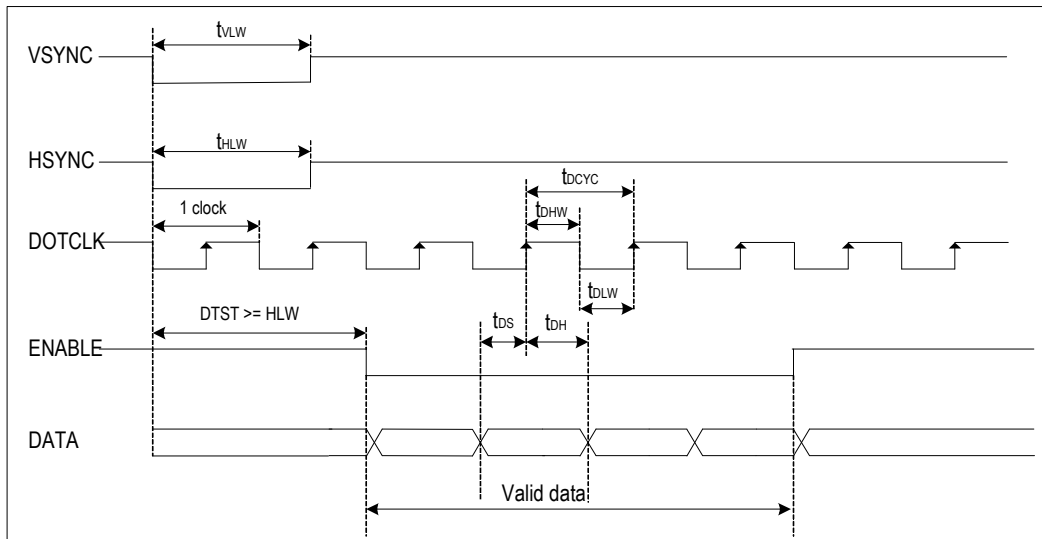 tVLW
VSYNC
tHLW
HSYNC
tDCYC
1 clock
tDHW
DOTCLK
tDLW
DTST >= HLW
tDS
tDH
ENABLE
DATA
Valid data